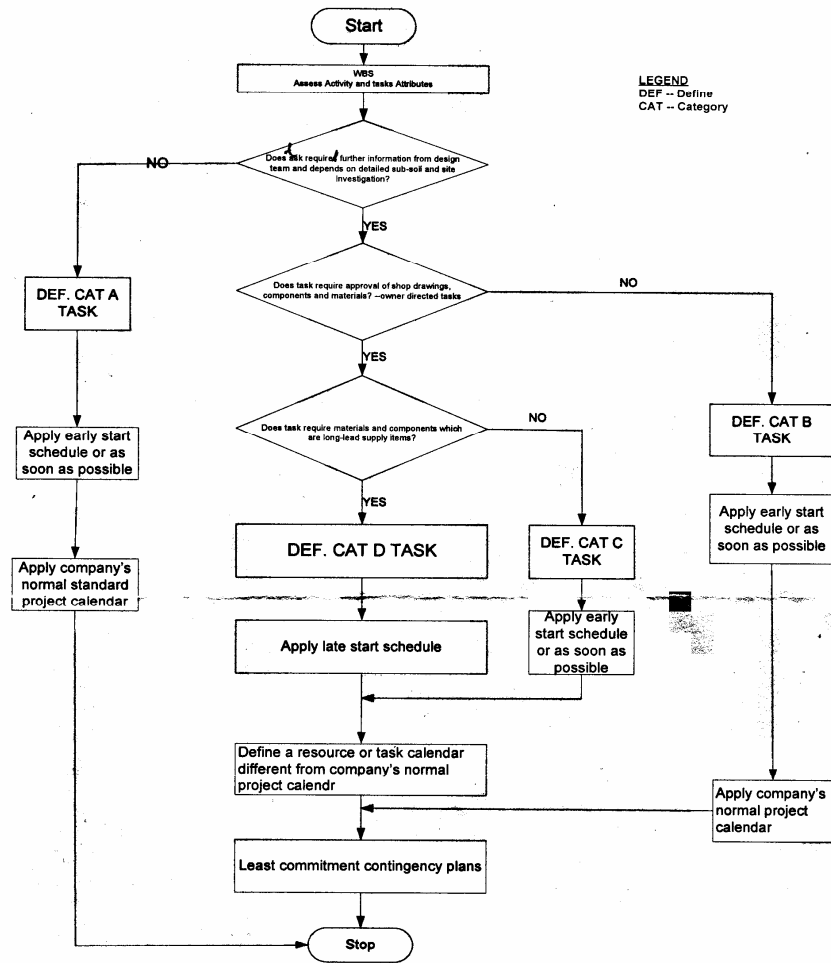 Start
WBS
Assess Activity and tasks Attributes
LEGEND
DEF -- Define
CAT -- Category
Does task required further information from design
team and depends on detailed sub-soil and site
Investigation?
NO
YES
Does task require approval of shop drawings,
components and materials? --owner directed tasks
NO
DEF. CAT A
TASK
YES
Does task require materials and components which
are long-lead supply items?
NO
DEF. CAT B
TASK
Apply early start
schedule or as
soon as possible
YES
Apply early start
schedule or as
soon as possible
DEF. CAT D TASK
DEF. CAT C
TASK
Apply company's
normal standard
project calendar
Apply early
start schedule
or as soon as
possible
Apply late start schedule
Define a resource or task calendar
different from company's normal
project calendr
Apply company's
normal project
calendar
Least commitment contingency plans
Stop